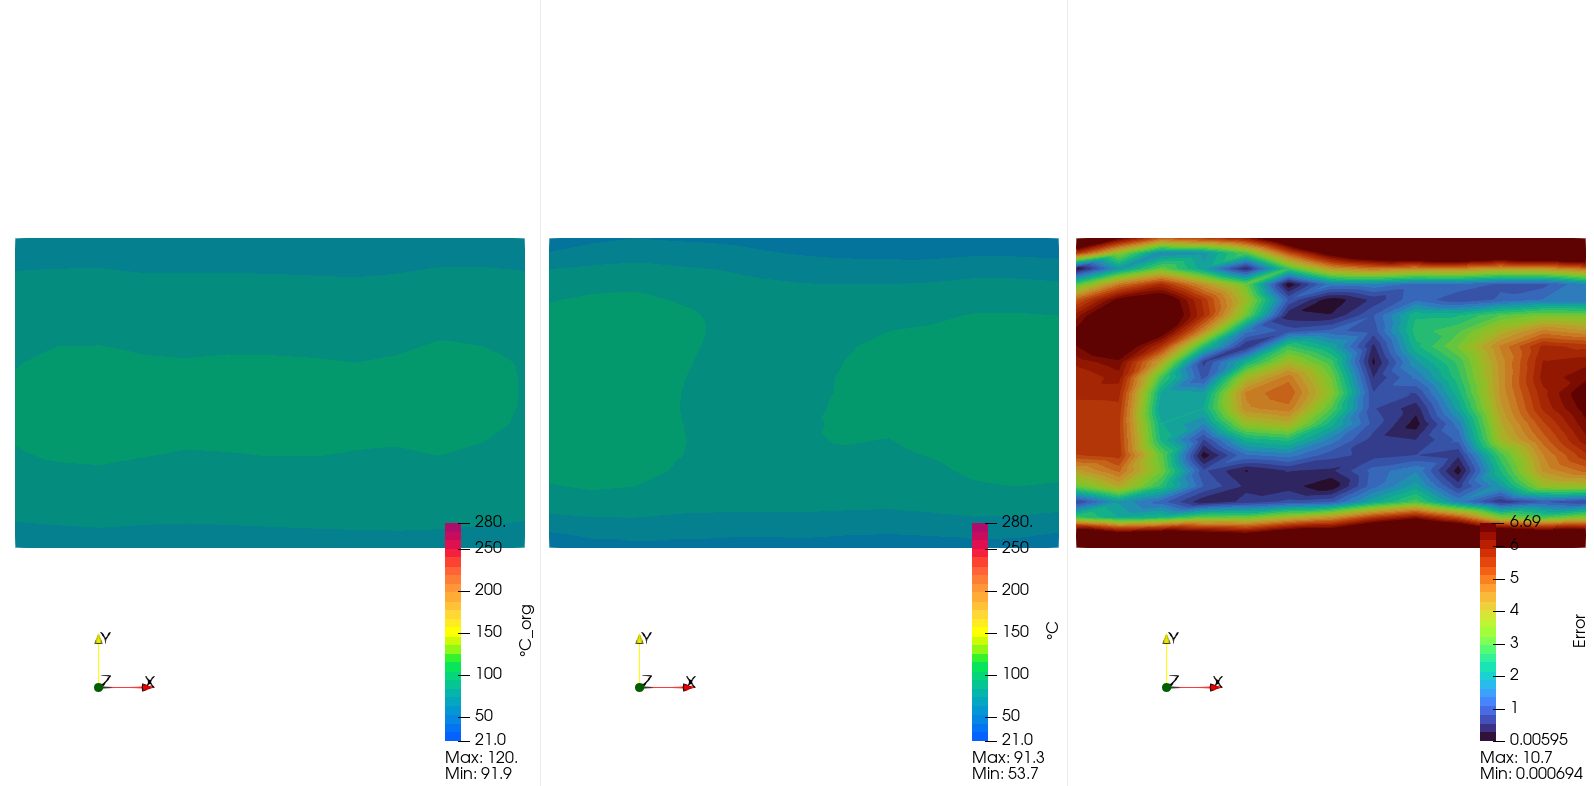 280.
250
200
150
100
50
21.0
°C_org
Max: 120.
Min: 91.9
Y
Z
X
280.
250
200
150
100
50
21.0
°C
Max: 91.3
Min: 53.7
Y
Z
X
6.69
6
5
4
3
2
1
0.00595
Error
Max: 10.7
Min: 0.000694
Y
Z
X